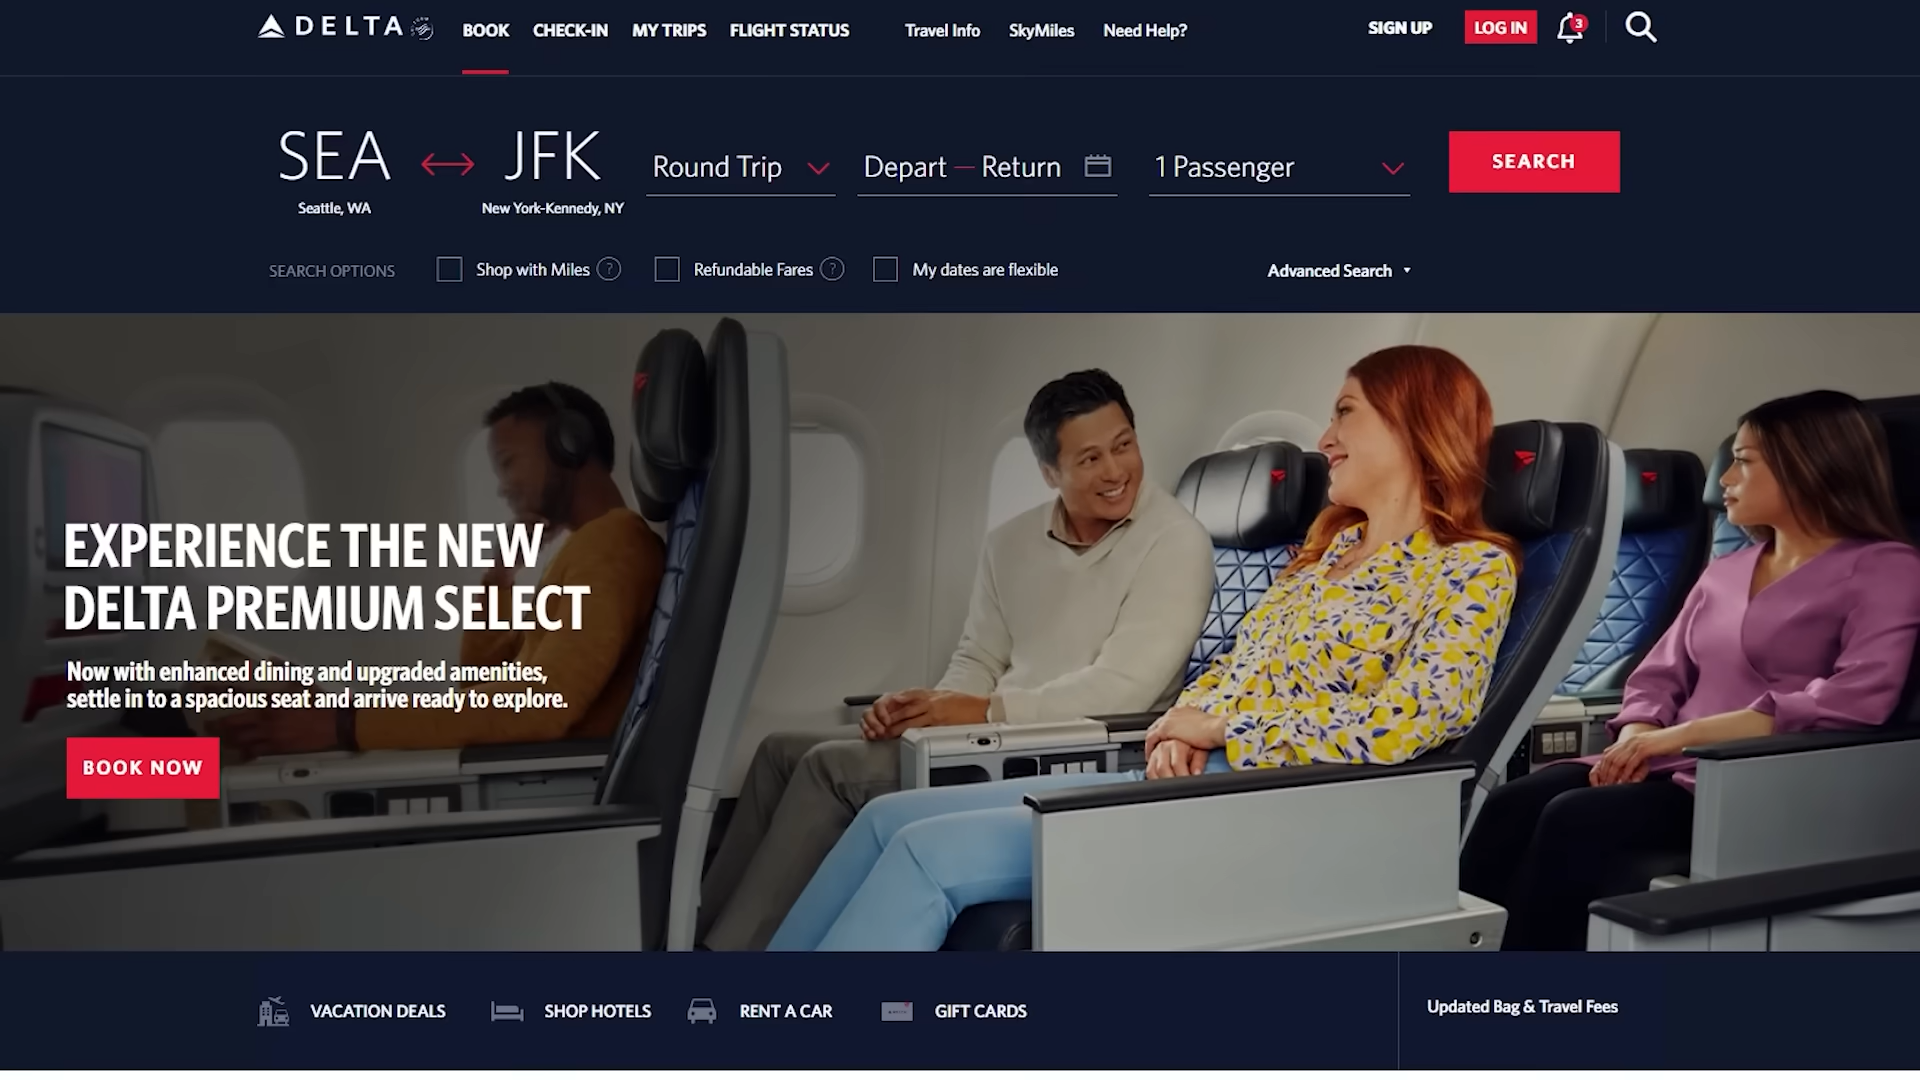 DELTA
BOOK CHECK-IN MY TRIPS FLIGHT STATUS Travel Info SkyMiles Need Help? SIGN UP LOG IN 3
SEA JFK Round Trip Depart — Return 1 Passenger SEARCH
Seattle, WA New York-Kennedy, NY
SEARCH OPTIONS Shop with Miles ? Refundable Fares ? My dates are flexible Advanced Search
EXPERIENCE THE NEW
DELTA PREMIUM SELECT
Now with enhanced dining and upgraded amenities,
settle in to a spacious seat and arrive ready to explore.
BOOK NOW
VACATION DEALS SHOP HOTELS RENT A CAR GIFT CARDS Updated Bag & Travel Fees